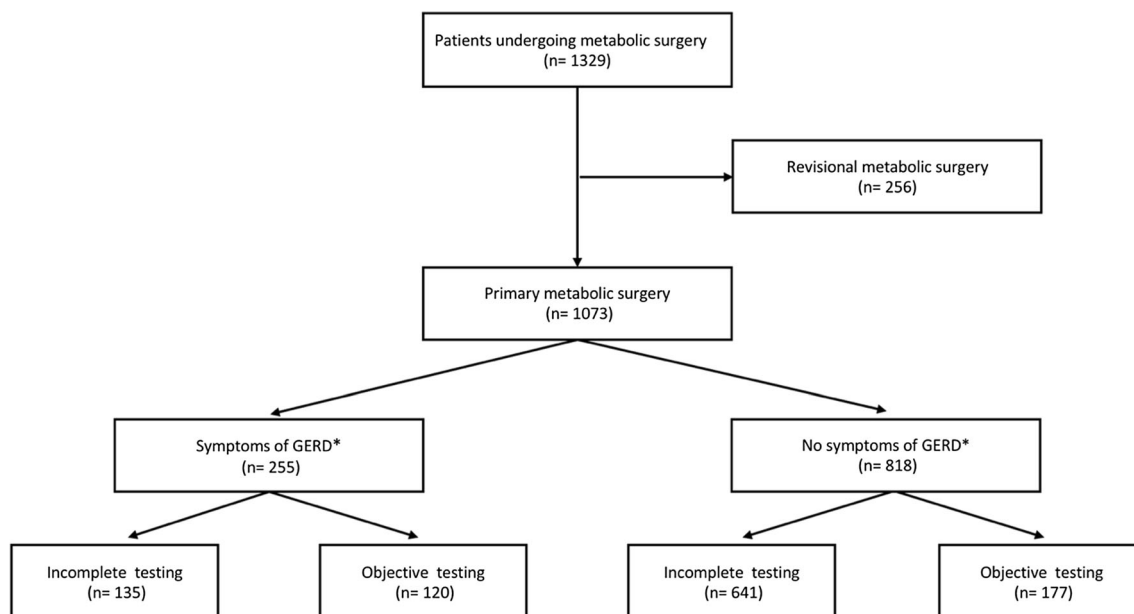 Patients undergoing metabolic surgery
(n= 1329)
Revisional metabolic surgery
(n= 256)
Primary metabolic surgery
(n= 1073)
Symptoms of GERD*
(n= 255)
No symptoms of GERD*
(n= 818)
Incomplete testing
(n= 135)
Objective testing
(n= 120)
Incomplete testing
(n= 641)
Objective testing
(n= 177)